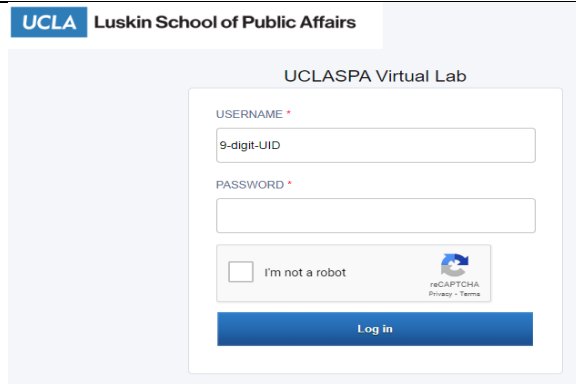 UCLA Luskin School of Public Affairs
UCLASPA Virtual Lab
USERNAME *
9-digit-UID
PASSWORD *
I'm not a robot
reCAPTCHA
Privacy - Terms
Log in